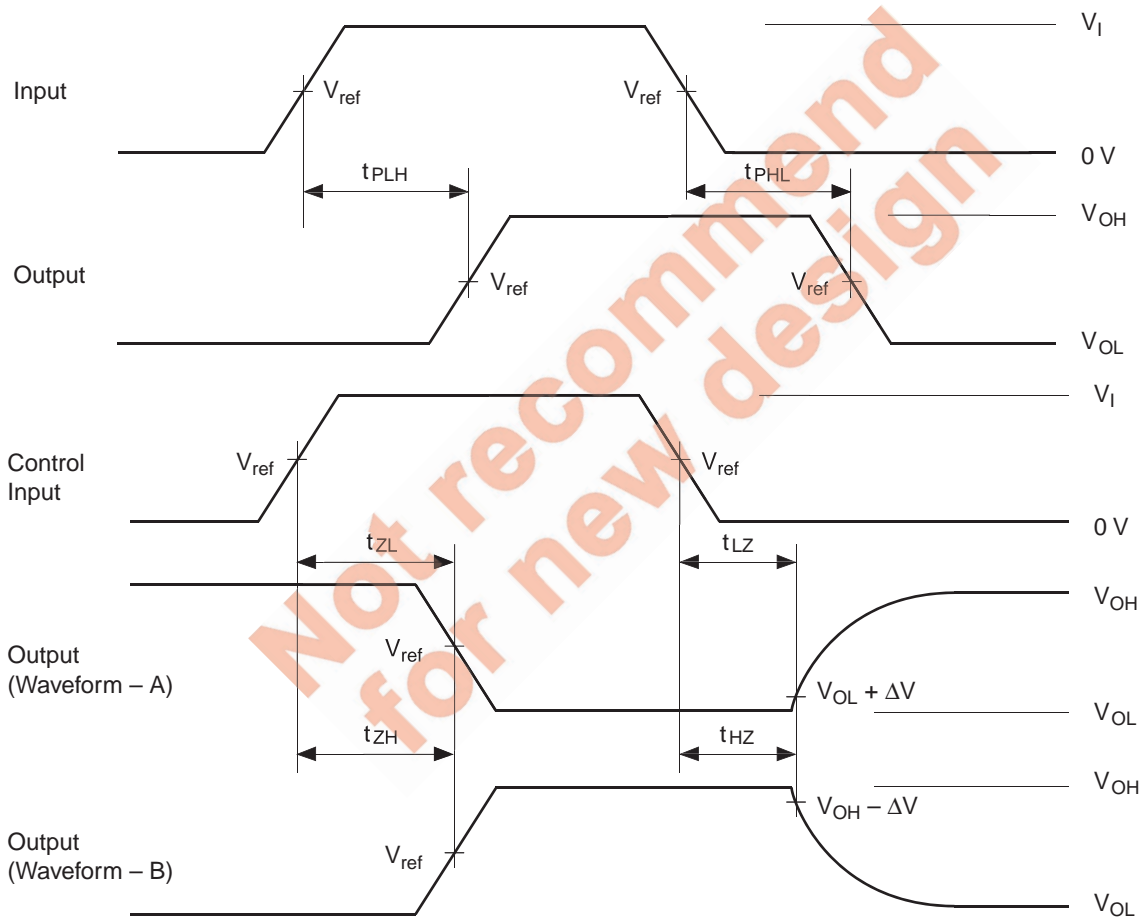 V_I
Input
V_ref
V_ref
0 V
t_PLH
t_PHL
V_OH
Output
V_ref
V_ref
V_OL
V_I
Control
Input
V_ref
V_ref
0 V
t_ZL
t_LZ
V_OH
Output
(Waveform – A)
V_ref
V_OL + ΔV
V_OL
t_ZH
t_HZ
V_OH
V_OH – ΔV
Output
(Waveform – B)
V_ref
V_OL
Not recommend
for new design